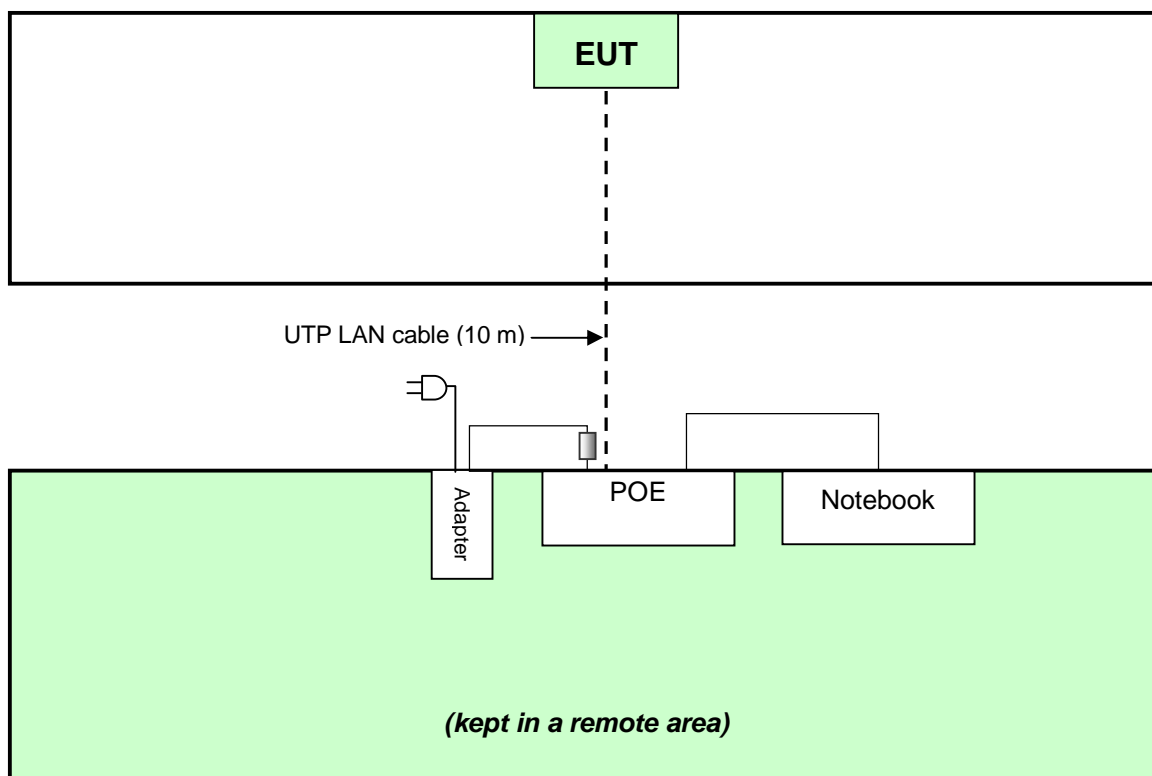 EUT
UTP LAN cable (10 m)
Adapter
POE
Notebook
(kept in a remote area)